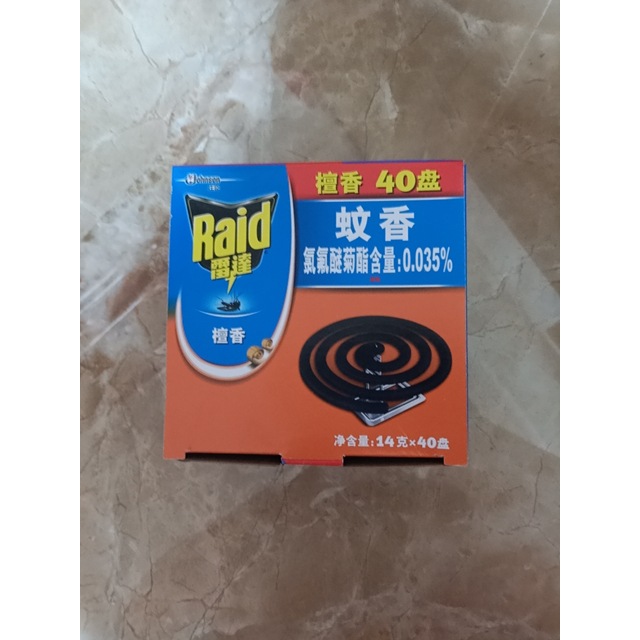 Johnson
檀香 40盘
Raid
雷達
蚊香
氯氟醚菊酯含量:0.035%
檀香
净含量:14克×40盘